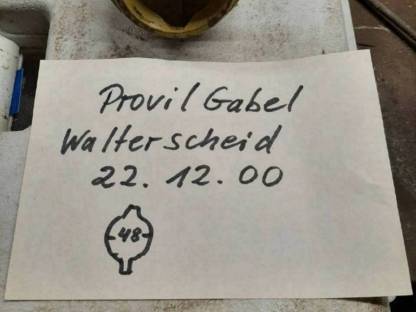 Provil Gabel
Walterscheid
22.12.00
48